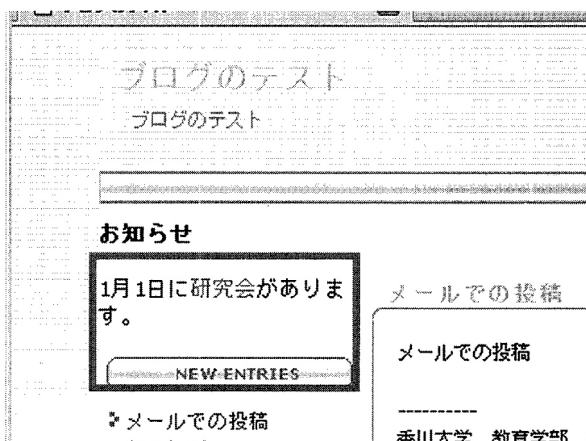 ブログのテスト
ブログのテスト
お知らせ
1月1日に研究会がありま
す。
NEW ENTRIES
メールでの投稿
メールでの投稿
メールでの投稿
----------
香川大学 教育学部